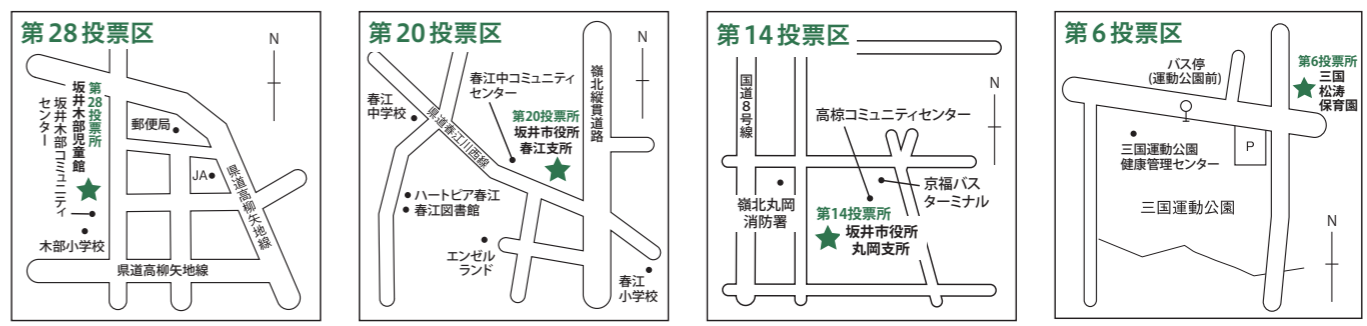 第28投票区
N
第28投票所
坂井木部児童館
坂井木部コミュニティ
センター
郵便局
JA
県道高柳矢地線
木部小学校
県道高柳矢地線
第20投票区
N
春江
中学校
春江中コミュニティ
センター
県道春江川西線
第20投票所
坂井市役所
春江支所
嶺北縦貫道路
ハートピア春江
春江図書館
エンゼル
ランド
春江
小学校
第14投票区
N
国道8号線
高椋コミュニティセンター
嶺北丸岡
消防署
京福バス
ターミナル
第14投票所
坂井市役所
丸岡支所
第6投票区
バス停
(運動公園前)
第6投票所
三国
松涛
保育園
三国運動公園
健康管理センター
P
三国運動公園
N